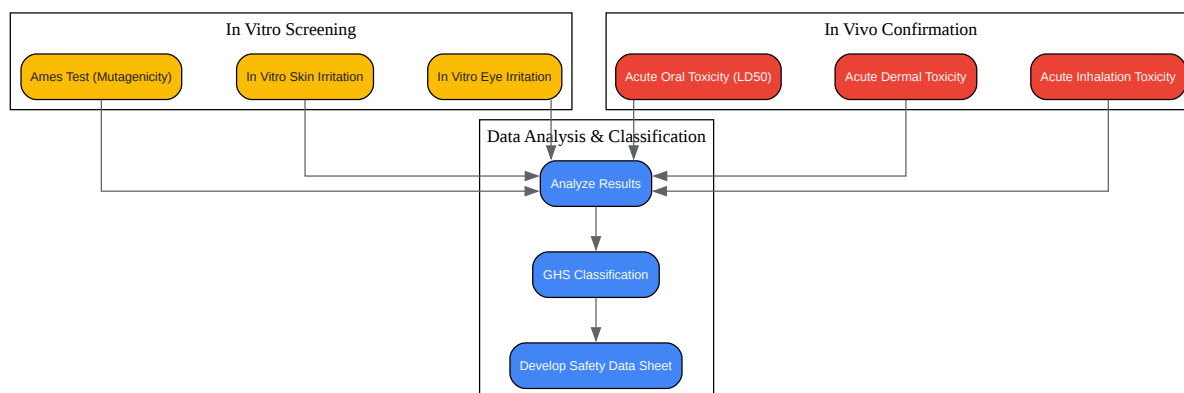 In Vitro Screening
In Vivo Confirmation
Ames Test (Mutagenicity)
In Vitro Skin Irritation
In Vitro Eye Irritation
Acute Oral Toxicity (LD50)
Acute Dermal Toxicity
Acute Inhalation Toxicity
Data Analysis & Classification
Analyze Results
GHS Classification
Develop Safety Data Sheet